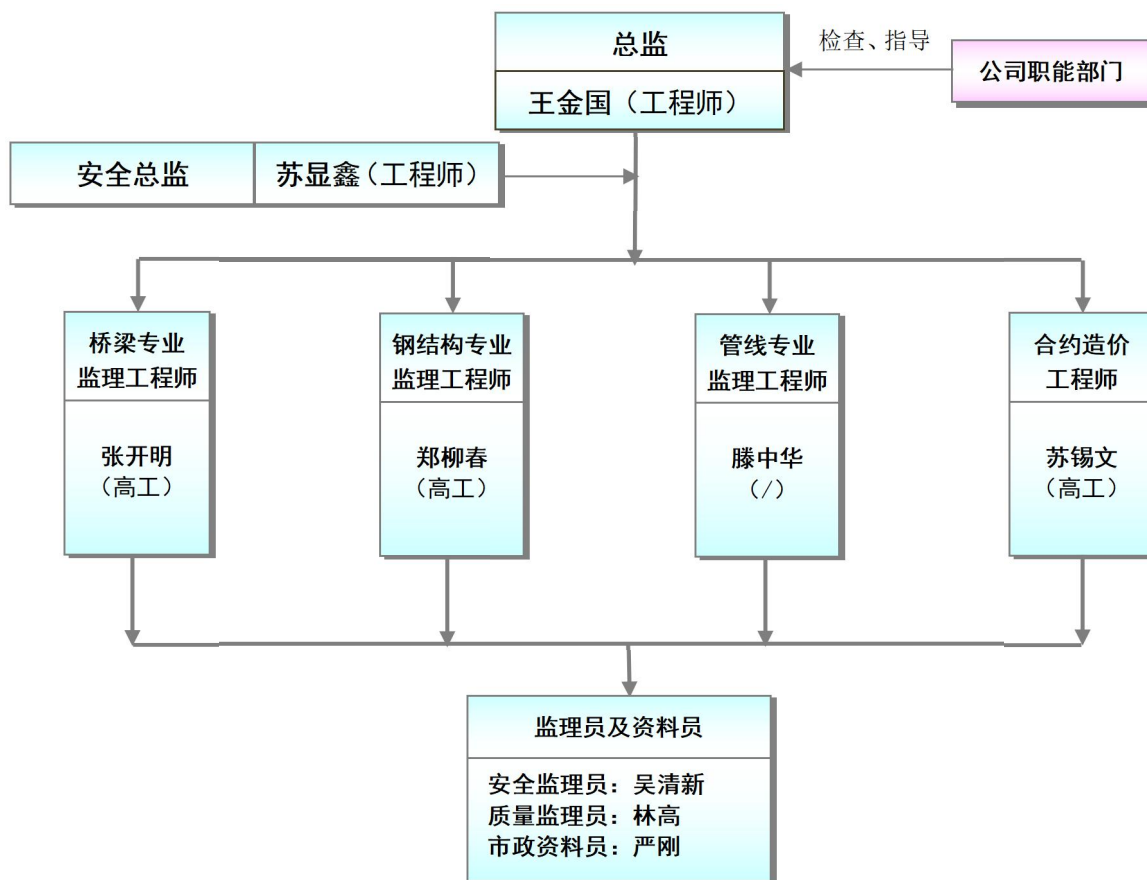 总监
检查、指导
公司职能部门
王金国（工程师）
安全总监
苏显鑫（工程师）
桥梁专业
监理工程师
张开明
（高工）
钢结构专业
监理工程师
郑柳春
（高工）
管线专业
监理工程师
滕中华
（/）
合约造价
工程师
苏锡文
（高工）
监理员及资料员
安全监理员：吴清新
质量监理员：林高
市政资料员：严刚